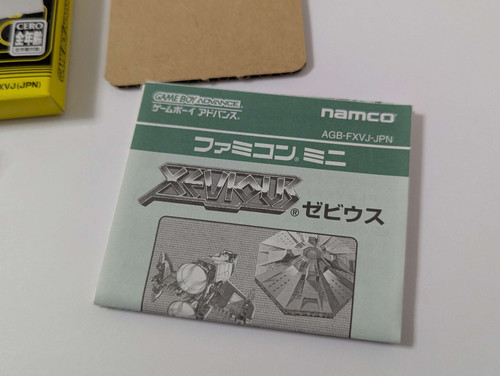 CERO
全年齢
XVJ(JPN)
GAME BOY ADVANCE
ゲームボーイ アドバンス
namco
AGB-FXVJ-JPN
ファミコン® ミニ
XEVIOUS
® ゼビウス